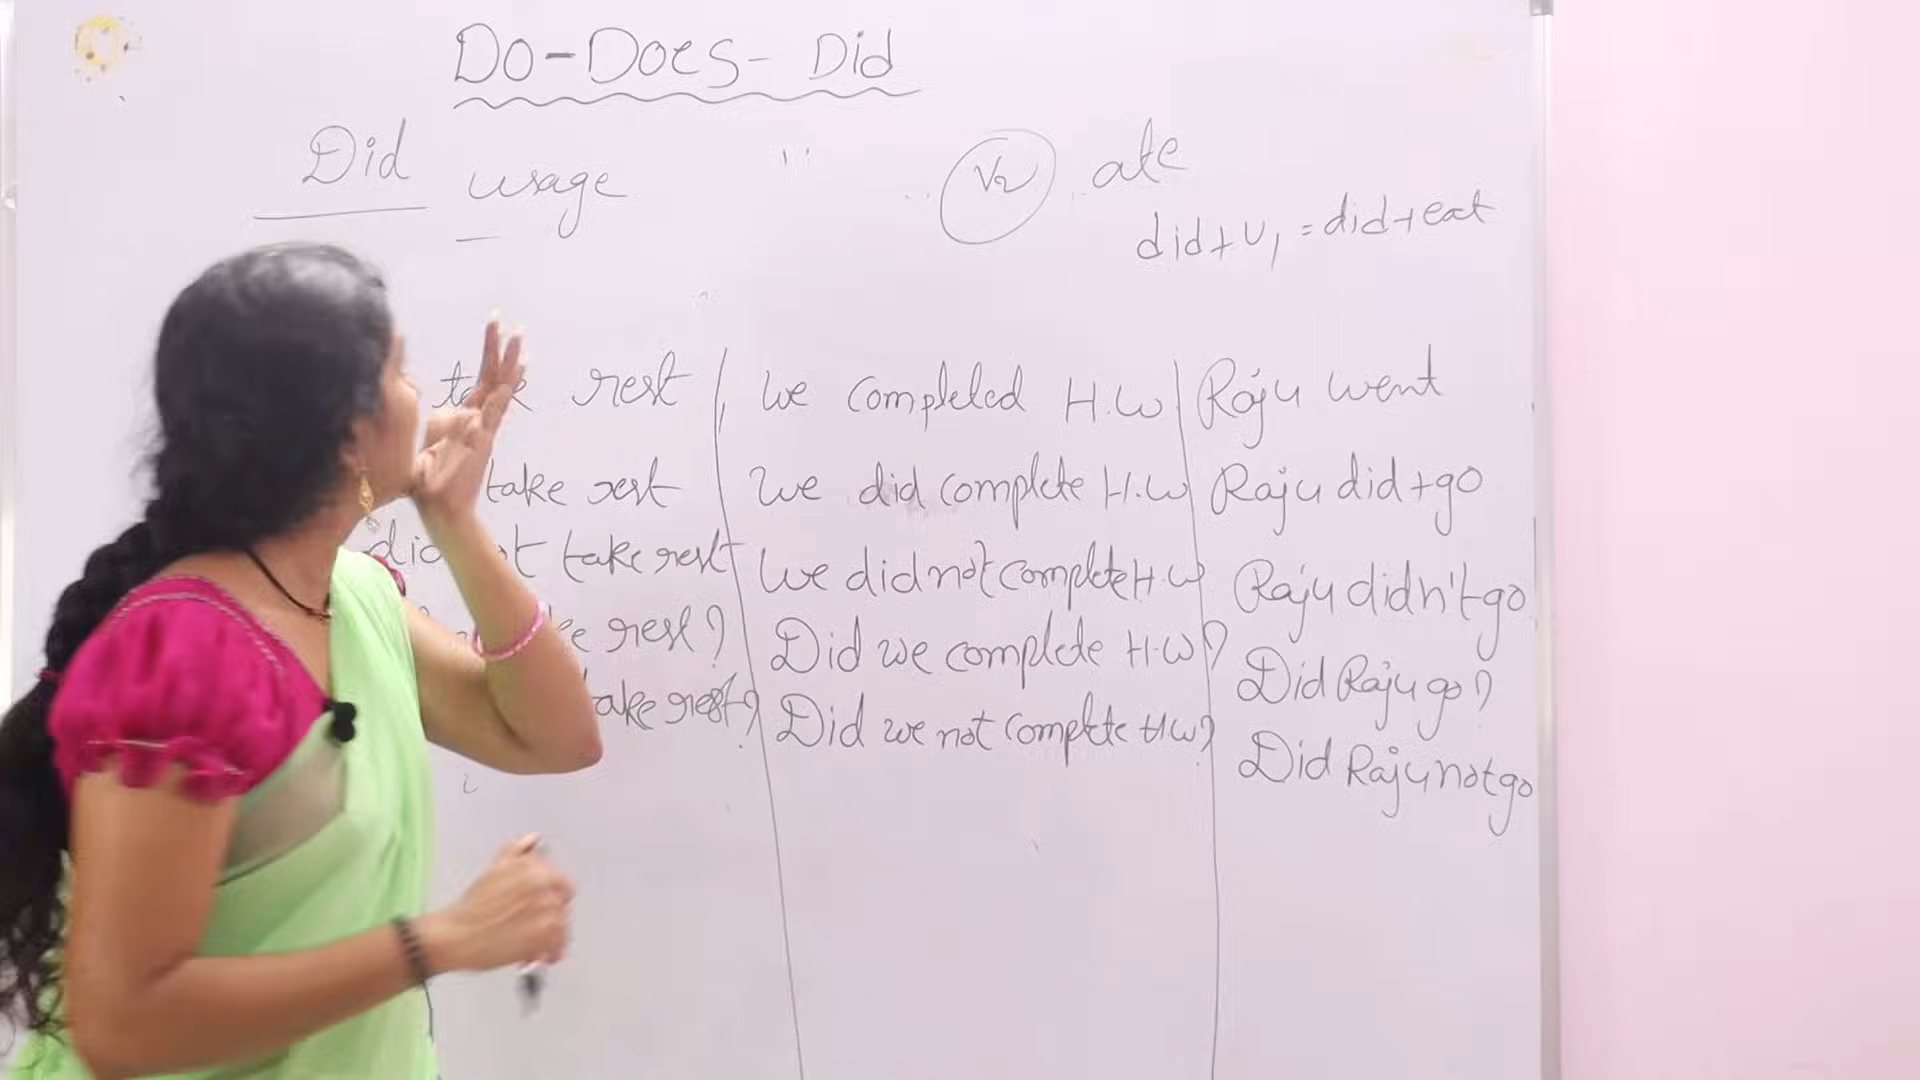 Do-Does- Did
Did usage
V2 ate
did+V1 = did+eat
rest
take rest
take rest
rest?
take rest?
We completed H.W
We did complete H.W
We did not complete H.W
Did we complete H.W?
Did we not complete H.W?
Raju went
Raju did+go
Raju didn't go
Did Raju go?
Did Raju not go